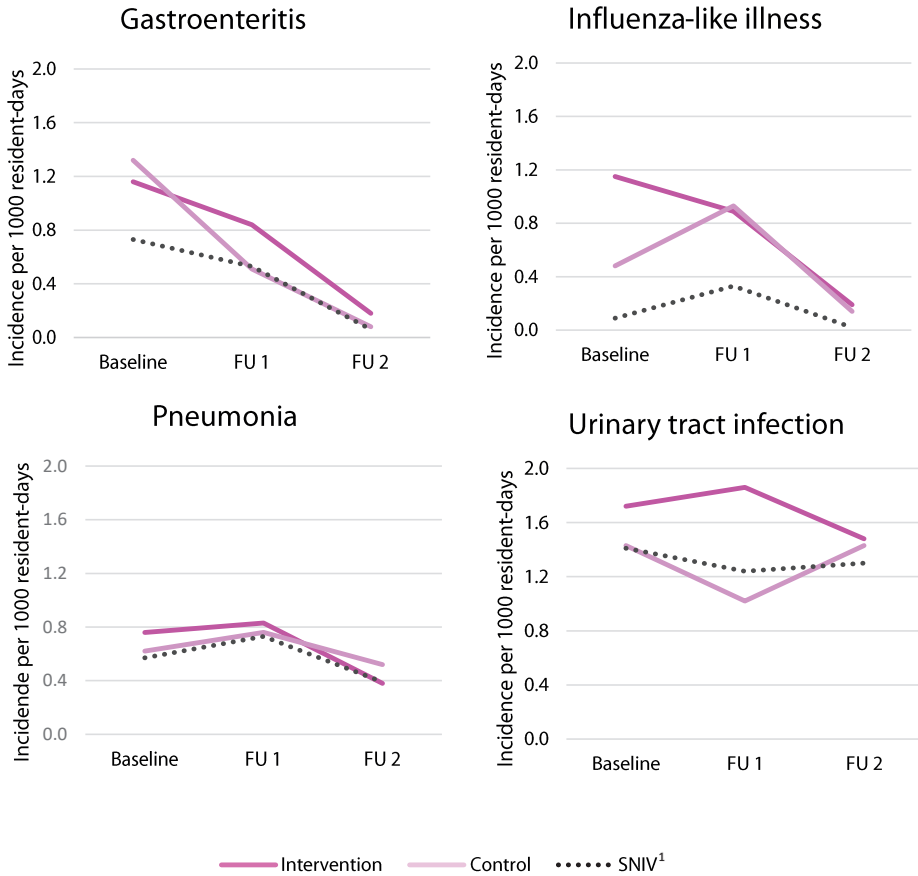 Gastroenteritis
Incidence per 1000 resident-days
2.0
1.6
1.2
0.8
0.4
0.0
Baseline FU 1 FU 2
Influenza-like illness
Incidence per 1000 resident-days
2.0
1.6
1.2
0.8
0.4
0.0
Baseline FU 1 FU 2
Pneumonia
Incidende per 1000 resident-days
2.0
1.6
1.2
0.8
0.4
0.0
Baseline FU 1 FU 2
Urinary tract infection
Incidence per 1000 resident-days
2.0
1.6
1.2
0.8
0.4
0.0
Baseline FU 1 FU 2
Intervention Control SNIV¹